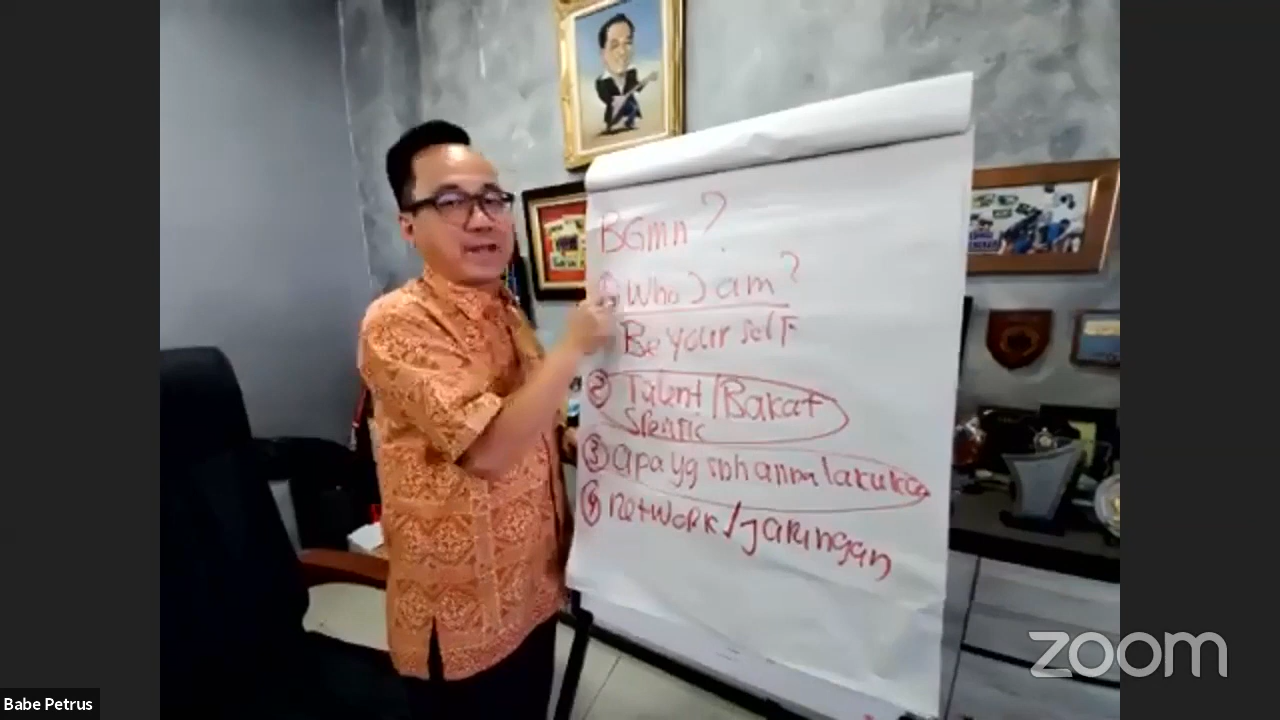 BGmn?
① Who I am?
Be your self
② Talent/Bakat
Spesific
③ apa yg sdh anda lakukan
④ network/jaringan
zoom
Babe Petrus